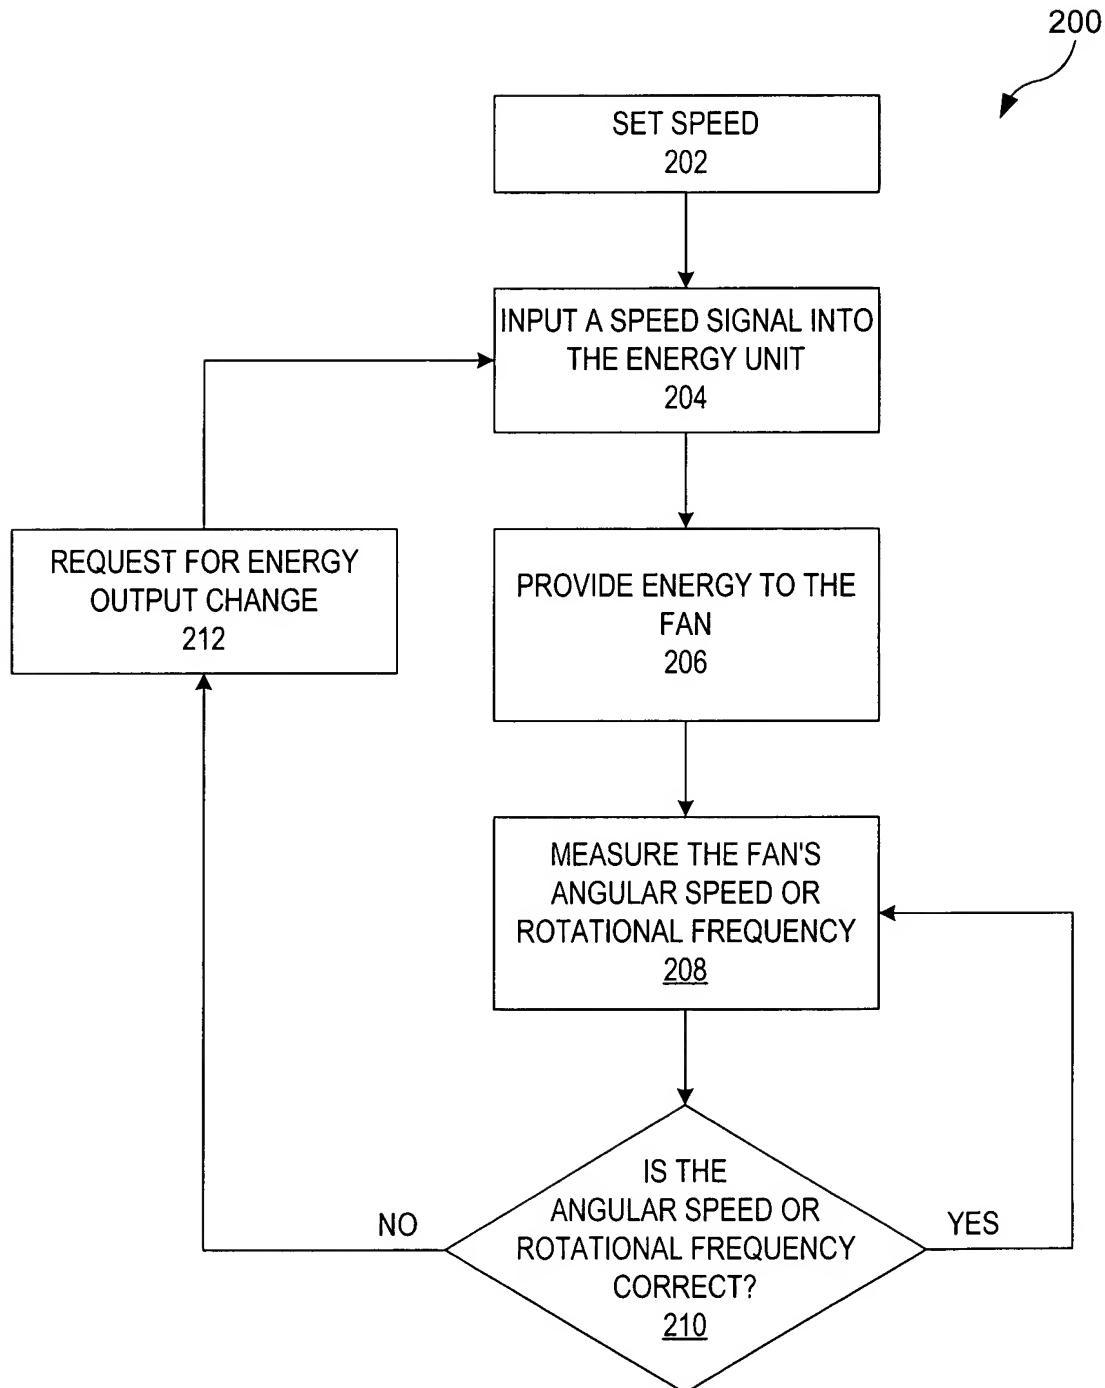 200
SET SPEED
202
INPUT A SPEED SIGNAL INTO
THE ENERGY UNIT
204
REQUEST FOR ENERGY
OUTPUT CHANGE
212
PROVIDE ENERGY TO THE
FAN
206
MEASURE THE FAN'S
ANGULAR SPEED OR
ROTATIONAL FREQUENCY
208
IS THE
ANGULAR SPEED OR
ROTATIONAL FREQUENCY
CORRECT?
210
NO
YES